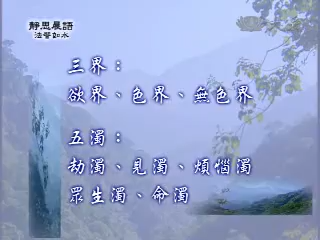 靜思晨語
法譬如水
三界：
欲界、色界、無色界
五濁：
劫濁、見濁、煩惱濁
眾生濁、命濁